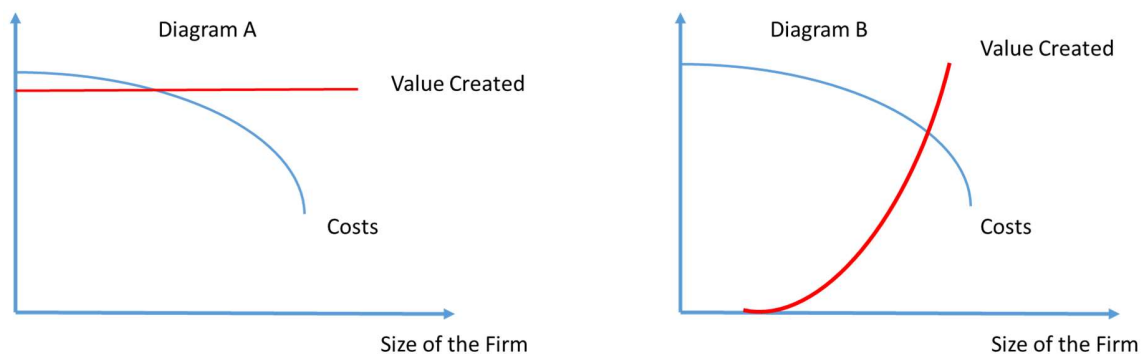 Diagram A
Value Created
Costs
Size of the Firm
Diagram B
Value Created
Costs
Size of the Firm